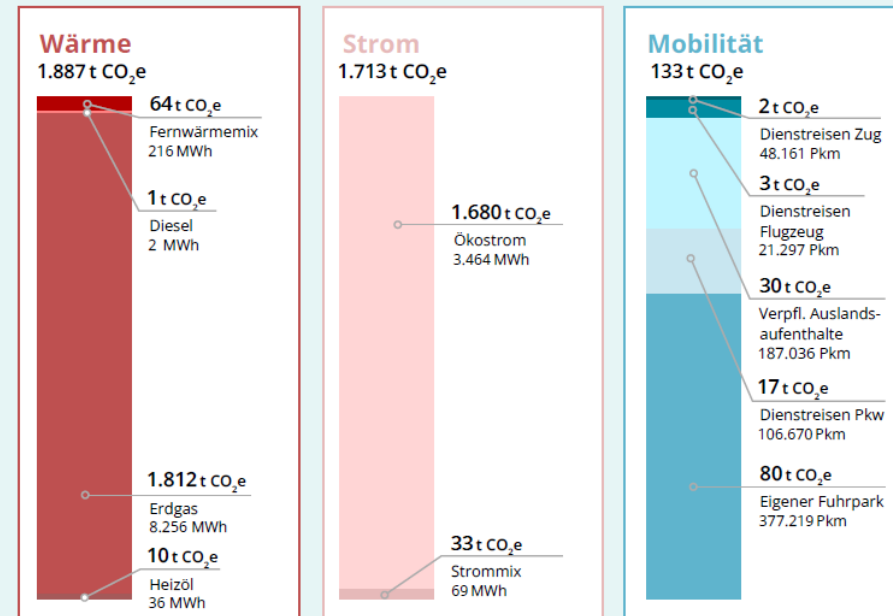 Wärme
1.887 t CO₂e
64 t CO₂e
Fernwärmemix
216 MWh
1 t CO₂e
Diesel
2 MWh
1.812 t CO₂e
Erdgas
8.256 MWh
10 t CO₂e
Heizöl
36 MWh
Strom
1.713 t CO₂e
1.680 t CO₂e
Ökostrom
3.464 MWh
33 t CO₂e
Strommix
69 MWh
Mobilität
133 t CO₂e
2 t CO₂e
Dienstreisen Zug
48.161 Pkm
3 t CO₂e
Dienstreisen
Flugzeug
21.297 Pkm
30 t CO₂e
Verpfl. Auslands-
aufenthalte
187.036 Pkm
17 t CO₂e
Dienstreisen Pkw
106.670 Pkm
80 t CO₂e
Eigener Fuhrpark
377.219 Pkm